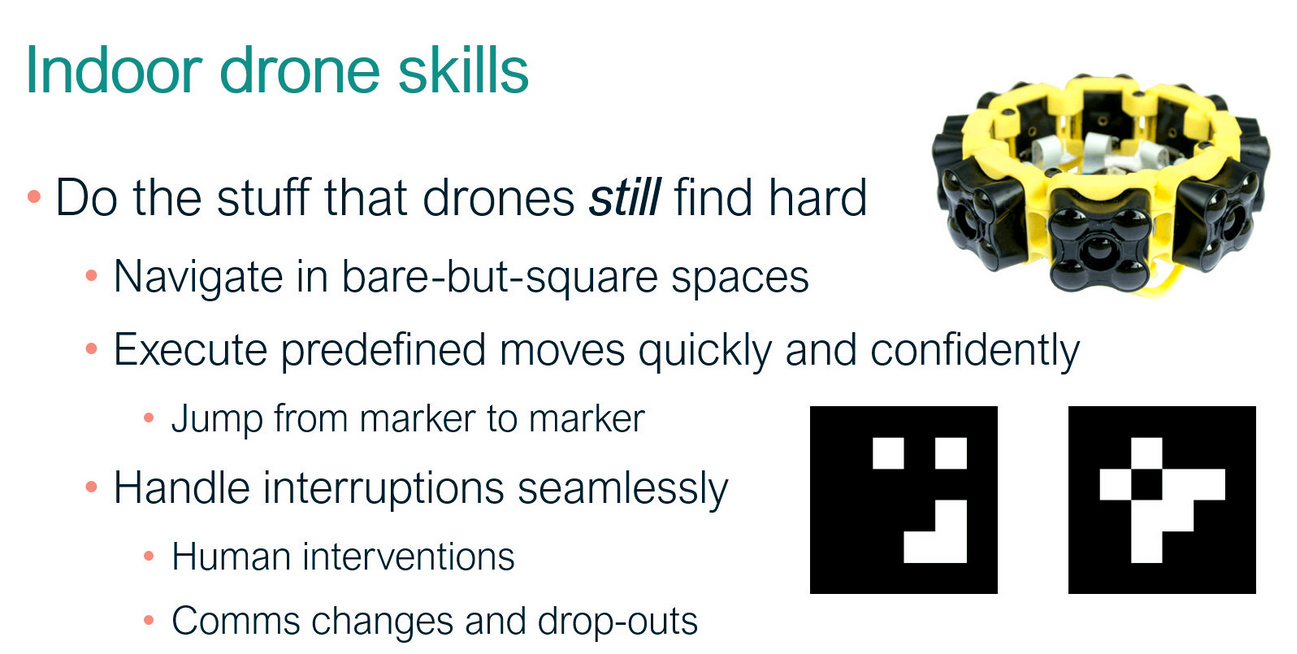 Indoor drone skills
• Do the stuff that drones still find hard
• Navigate in bare-but-square spaces
• Execute predefined moves quickly and confidently
• Jump from marker to marker
• Handle interruptions seamlessly
• Human interventions
• Comms changes and drop-outs